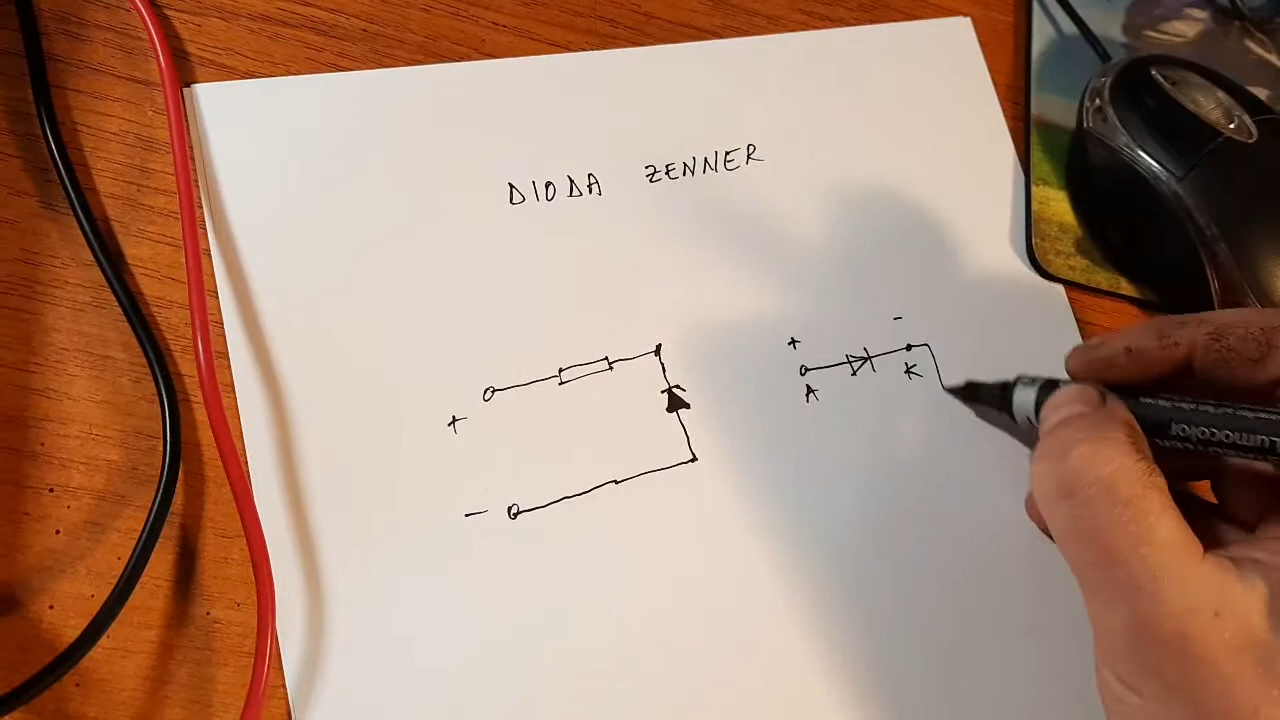 DIODA ZENNER
+ -
A K
+
-
Lumocolor